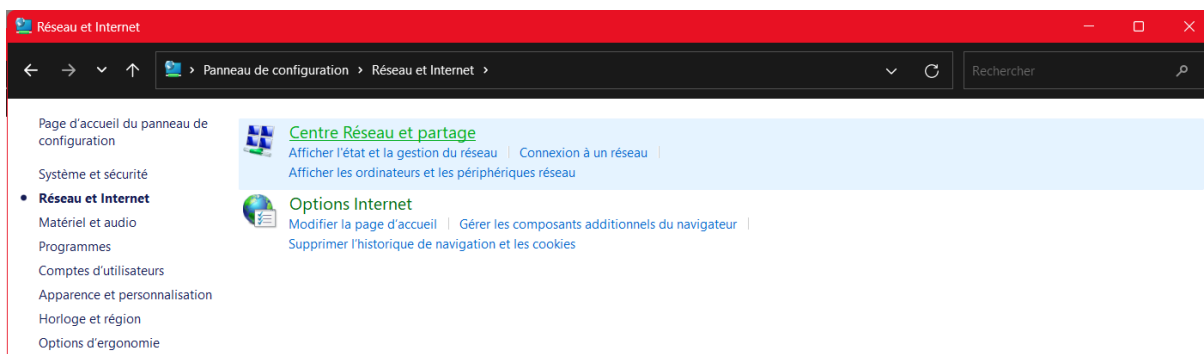 Réseau et Internet
Panneau de configuration > Réseau et Internet >
Rechercher
Page d'accueil du panneau de
configuration
Système et sécurité
Réseau et Internet
Matériel et audio
Programmes
Comptes d'utilisateurs
Apparence et personnalisation
Horloge et région
Options d'ergonomie
Centre Réseau et partage
Afficher l'état et la gestion du réseau | Connexion à un réseau |
Afficher les ordinateurs et les périphériques réseau
Options Internet
Modifier la page d'accueil | Gérer les composants additionnels du navigateur |
Supprimer l'historique de navigation et les cookies